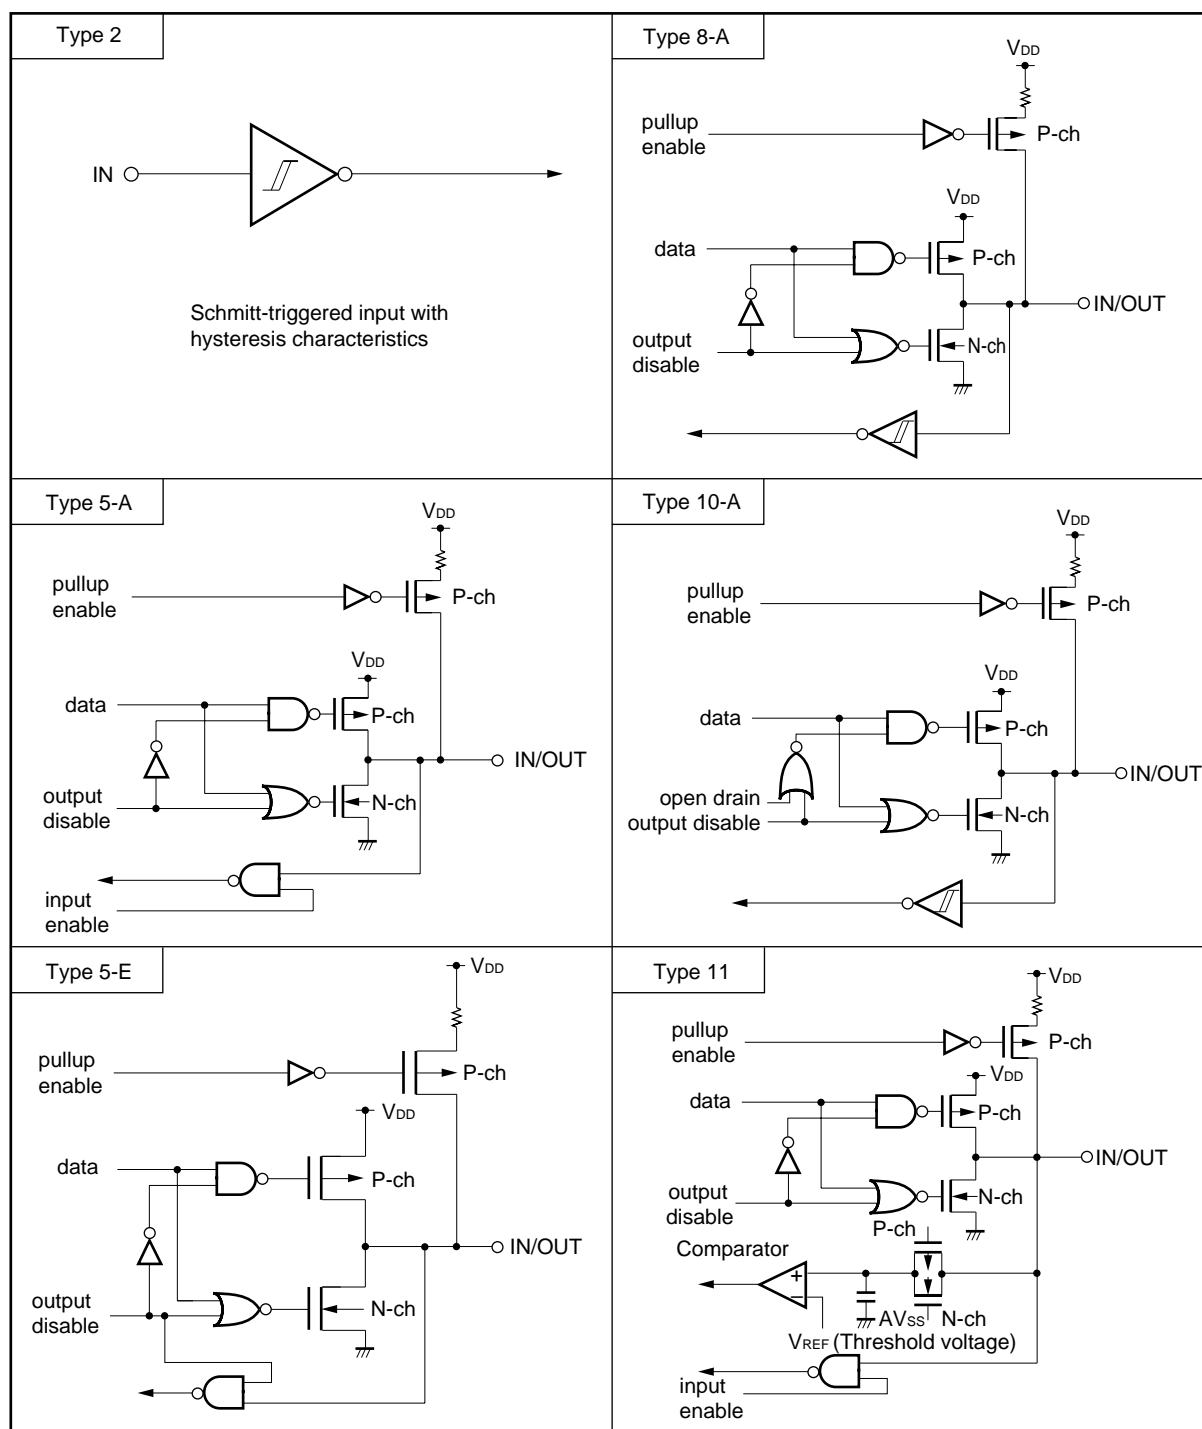 Type 2
IN
Schmitt-triggered input with
hysteresis characteristics
Type 8-A
VDD
pullup
enable
P-ch
VDD
data
P-ch
IN/OUT
output
disable
N-ch
Type 5-A
VDD
pullup
enable
P-ch
VDD
data
P-ch
IN/OUT
output
disable
N-ch
input
enable
Type 10-A
VDD
pullup
enable
P-ch
VDD
data
P-ch
IN/OUT
open drain
output disable
N-ch
Type 5-E
VDD
pullup
enable
P-ch
VDD
data
P-ch
IN/OUT
output
disable
N-ch
Type 11
VDD
pullup
enable
P-ch
VDD
data
P-ch
IN/OUT
output
disable
N-ch
P-ch
Comparator
+
−
AVSS N-ch
VREF (Threshold voltage)
input
enable